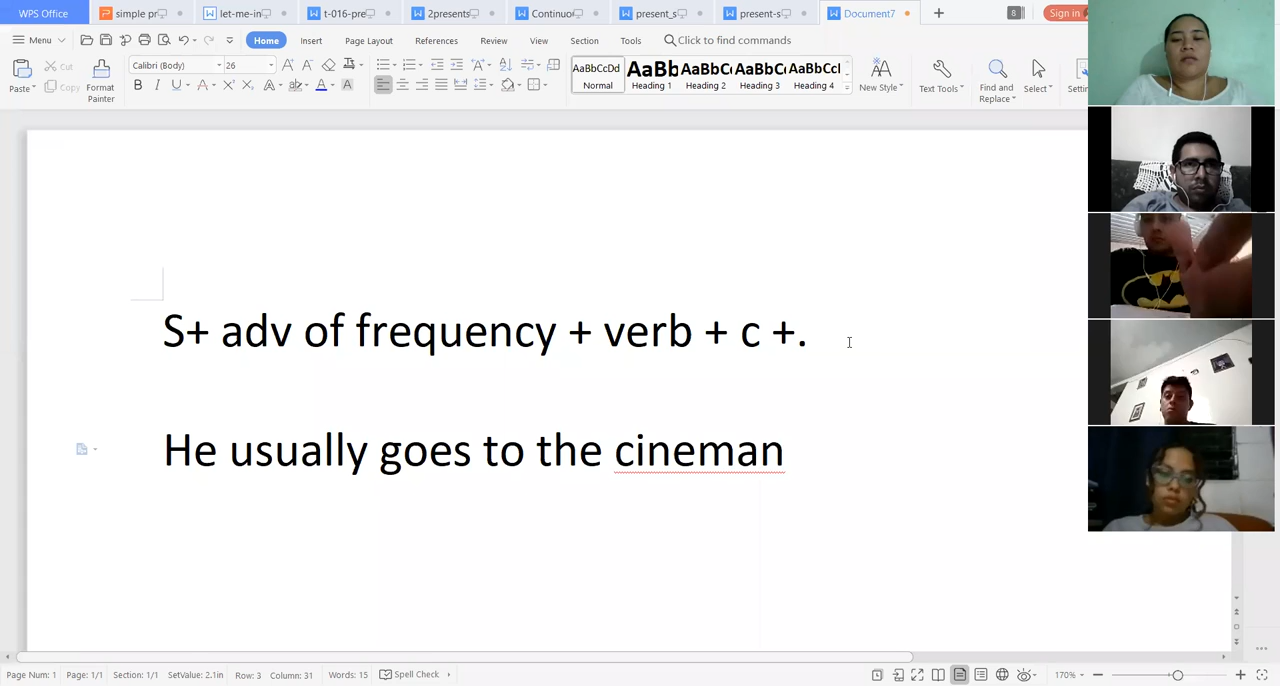 WPS Office simple pr let-me-in t-016-pre 2presents Continuo present_s present-s Document7 8 Sign in
Menu Home Insert Page Layout References Review View Section Tools Click to find commands
Paste Cut Copy Format Painter Calibri (Body) 26 AaBbCcDd Normal AaBb Heading 1 AaBbC Heading 2 AaBbC Heading 3 AaBbCcI Heading 4 New Style Text Tools Find and Replace Select Settin
S+ adv of frequency + verb + c +.
He usually goes to the cineman
Page Num: 1 Page: 1/1 Section: 1/1 SetValue: 2.1in Row: 3 Column: 31 Words: 15 Spell Check 170%